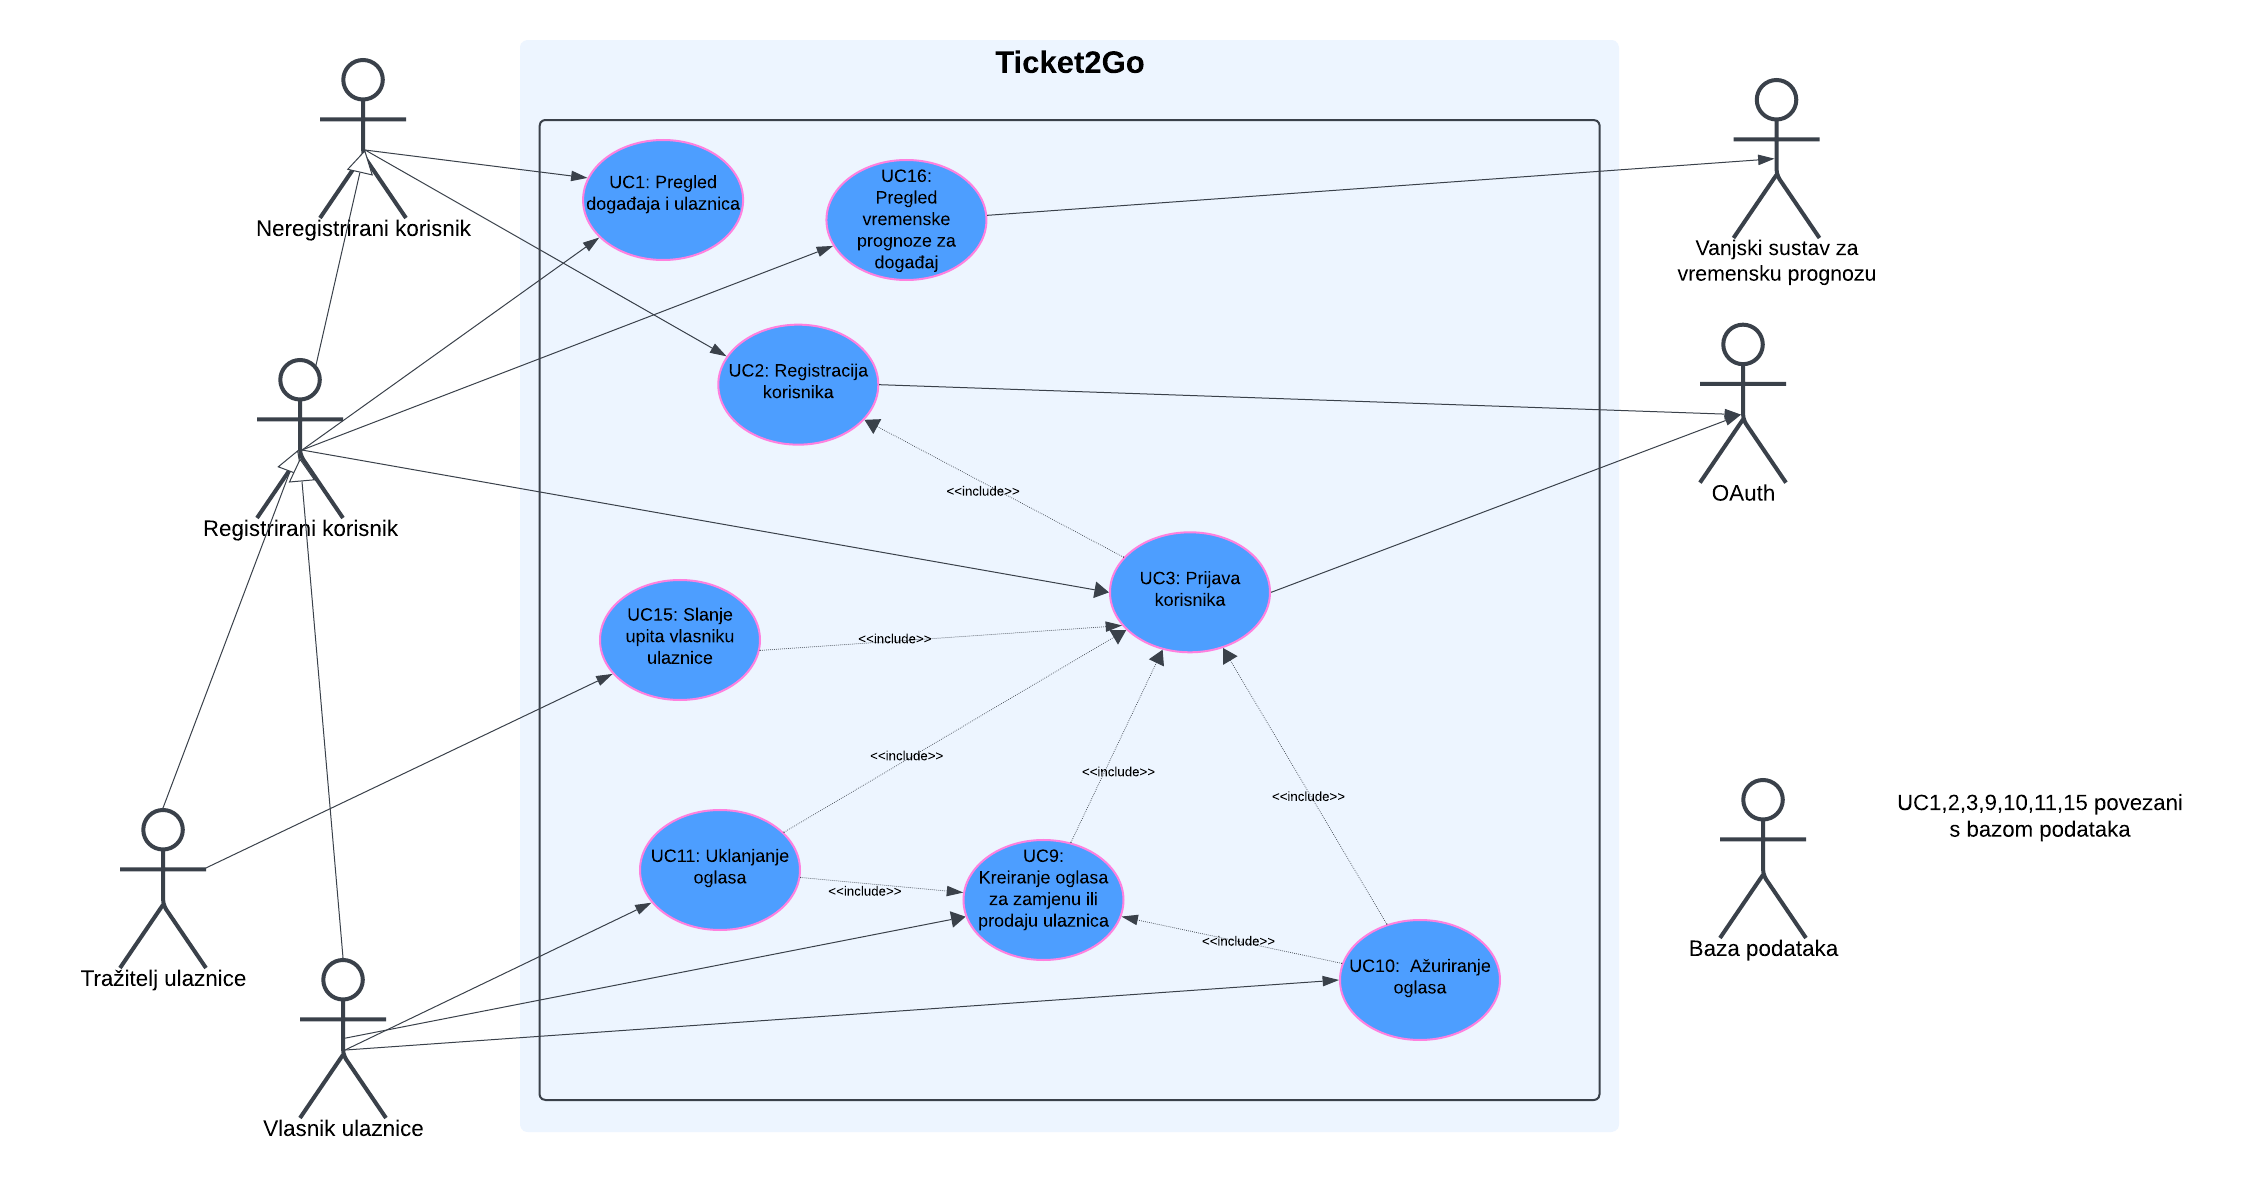 Ticket2Go
Neregistrirani korisnik
UC1: Pregled
događaja i ulaznica
UC16:
Pregled
vremenske
prognoze za
događaj
Vanjski sustav za
vremensku prognozu
UC2: Registracija
korisnika
OAuth
<<include>>
Registrirani korisnik
UC3: Prijava
korisnika
UC15: Slanje
upita vlasniku
ulaznice
<<include>>
<<include>>
<<include>>
<<include>>
UC1,2,3,9,10,11,15 povezani
s bazom podataka
Baza podataka
UC11: Uklanjanje
oglasa
<<include>>
UC9:
Kreiranje oglasa
za zamjenu ili
prodaju ulaznica
<<include>>
UC10:  Ažuriranje
oglasa
Tražitelj ulaznice
Vlasnik ulaznice